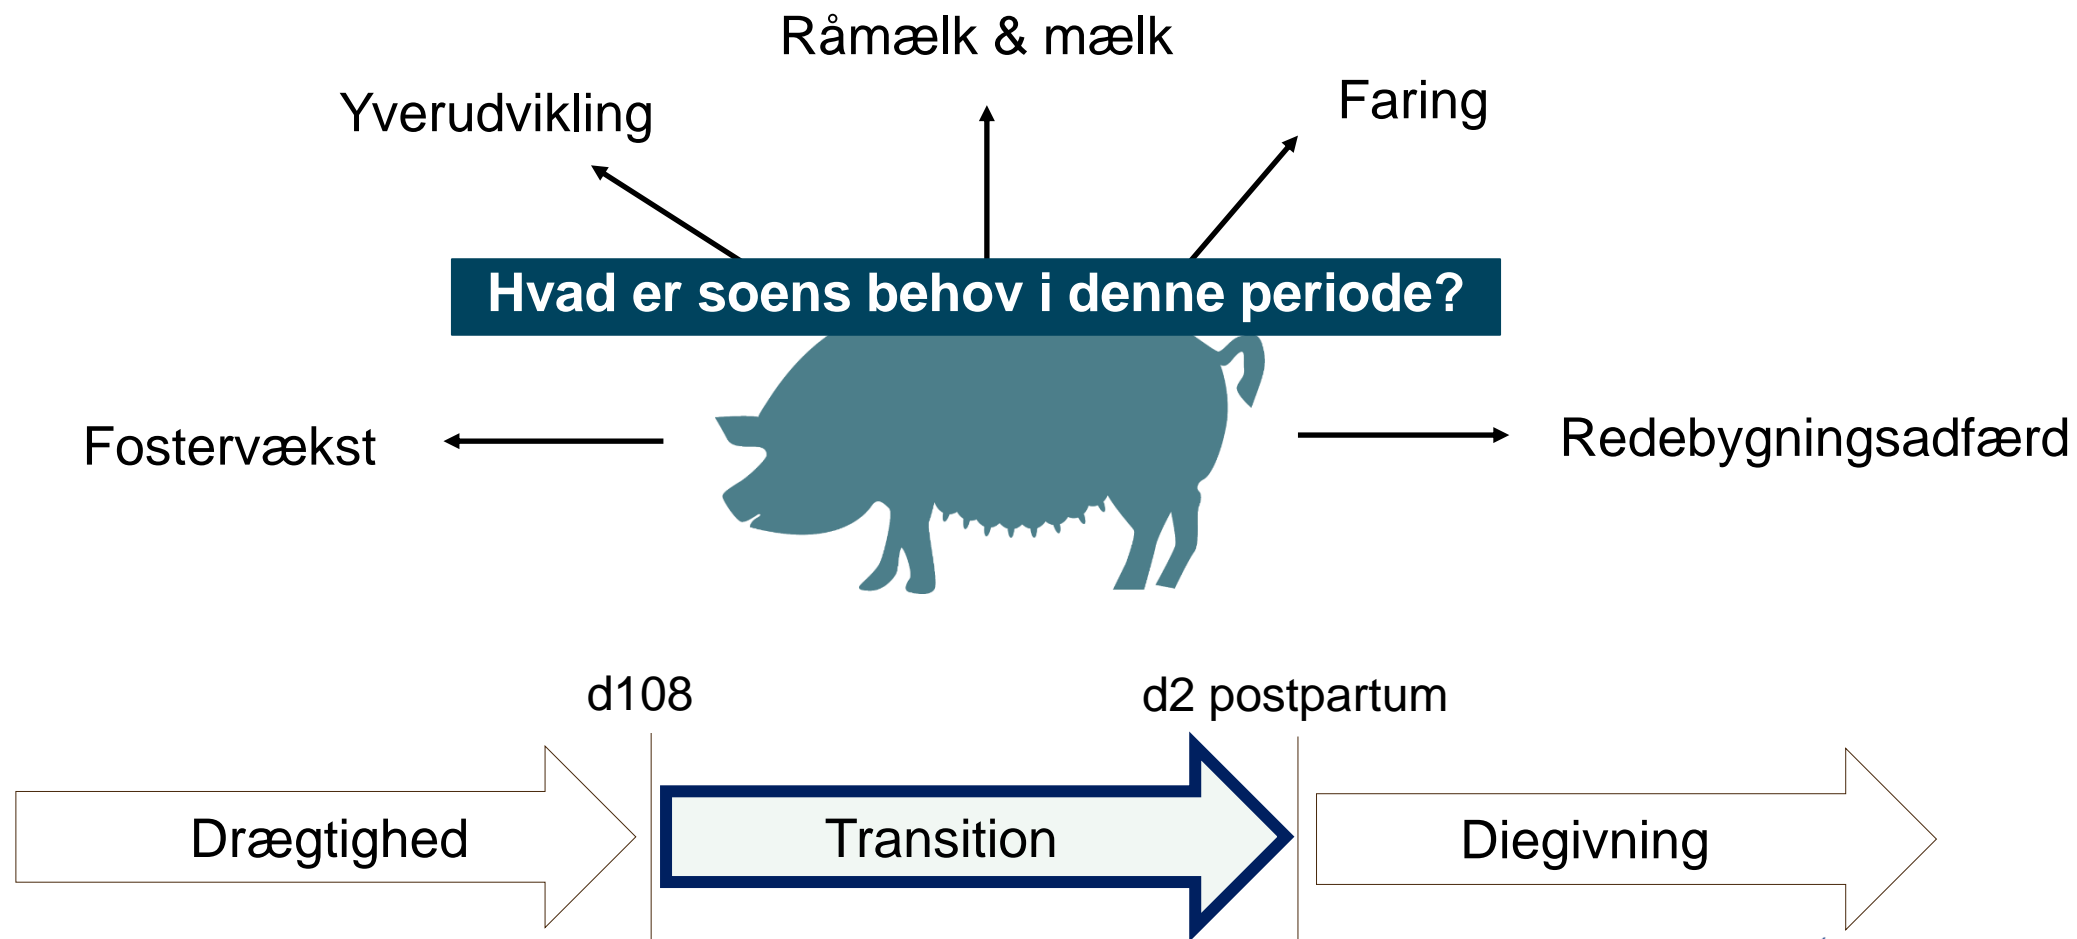 Råmælk & mælk
Yverudvikling
Faring
Hvad er soens behov i denne periode?
Fostervækst
Redebygningsadfærd
d108
d2 postpartum
Drægtighed
Transition
Diegivning